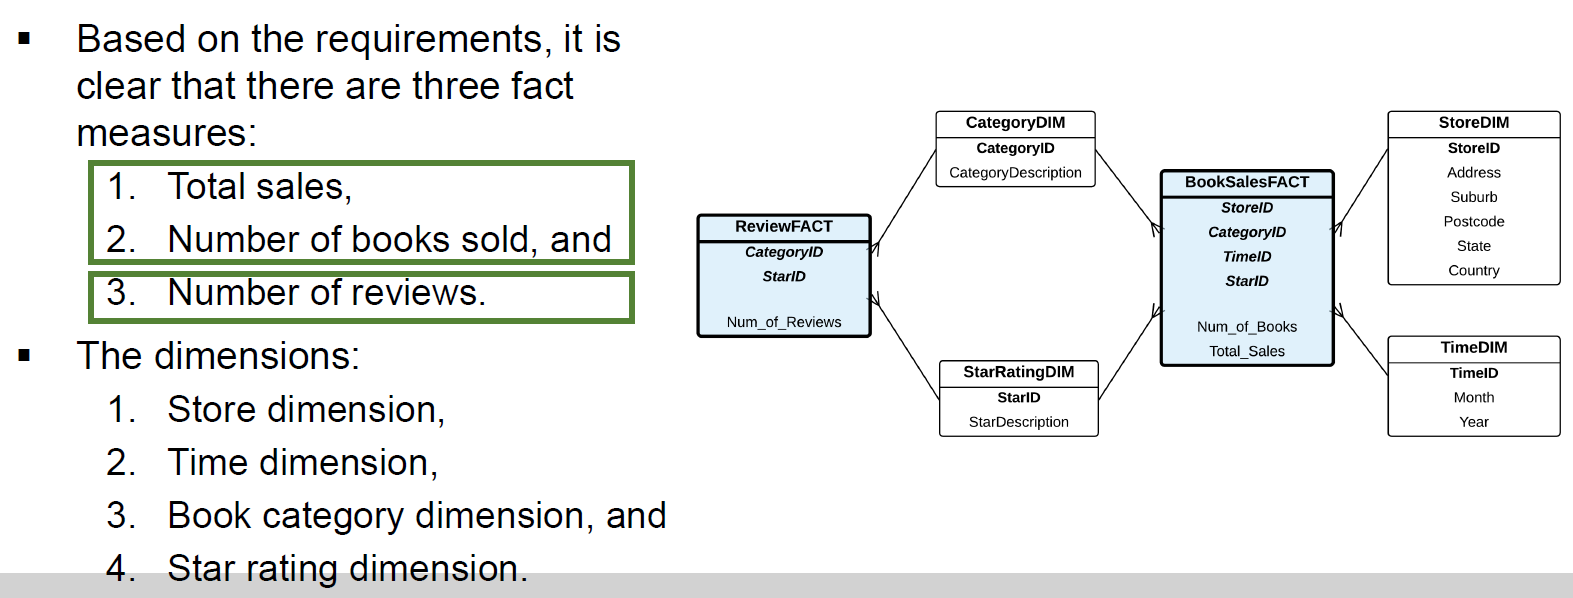 ▪ Based on the requirements, it is
clear that there are three fact
measures:
1. Total sales,
2. Number of books sold, and
3. Number of reviews.
▪ The dimensions:
1. Store dimension,
2. Time dimension,
3. Book category dimension, and
4. Star rating dimension.
ReviewFACT
CategoryID
StarID
Num_of_Reviews
CategoryDIM
CategoryID
CategoryDescription
StarRatingDIM
StarID
StarDescription
BookSalesFACT
StoreID
CategoryID
TimeID
StarID
Num_of_Books
Total_Sales
StoreDIM
StoreID
Address
Suburb
Postcode
State
Country
TimeDIM
TimeID
Month
Year